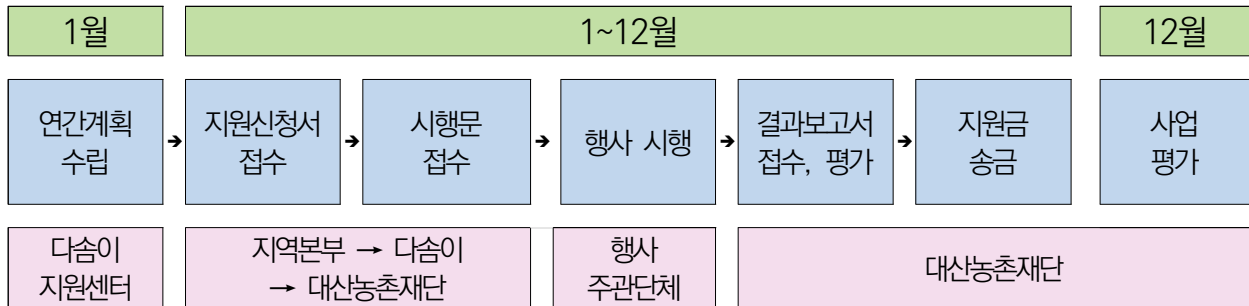 1월
1~12월
12월
연간계획
수립
➔
지원신청서
접수
➔
시행문
접수
➔
행사 시행
➔
결과보고서
접수, 평가
➔
지원금
송금
사업
평가
다솜이
지원센터
지역본부 → 다솜이
→ 대산농촌재단
행사
주관단체
대산농촌재단